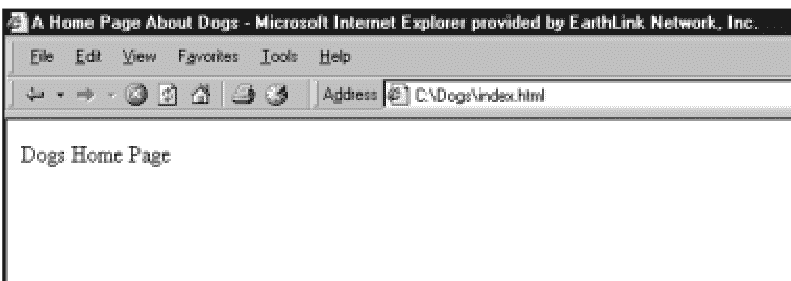 A Home Page About Dogs - Microsoft Internet Explorer provided by EarthLink Network, Inc.
File Edit View Favorites Tools Help
Address C:\Dogs\index.html
Dogs Home Page